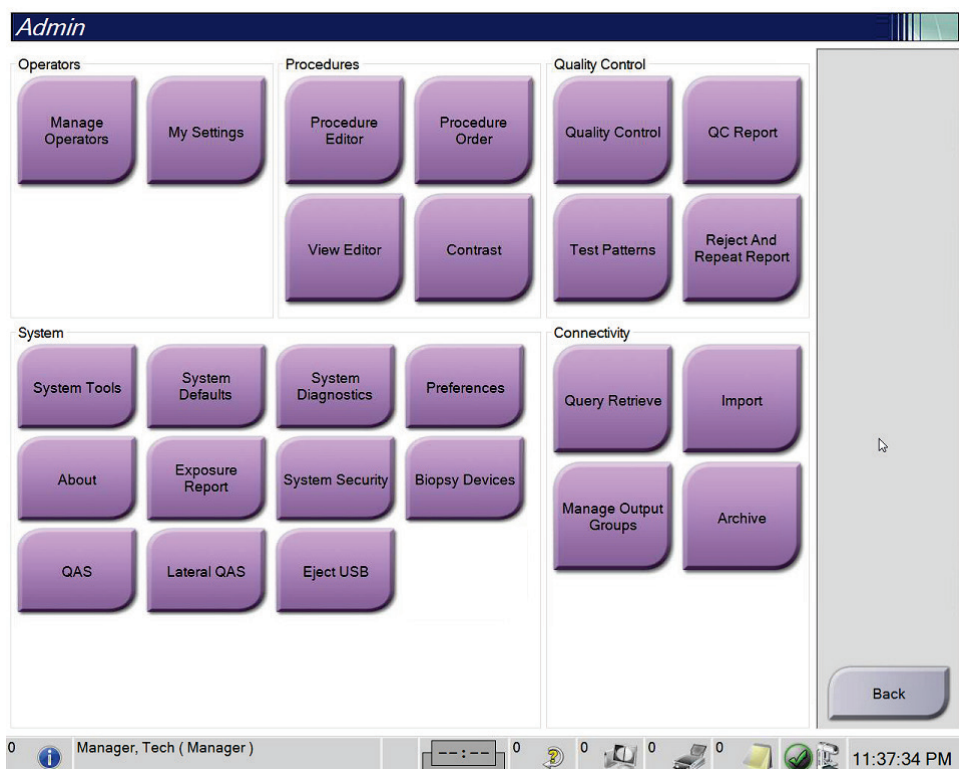 Admin
Operators
Manage
Operators
My Settings
Procedures
Procedure
Editor
Procedure
Order
View Editor
Contrast
Quality Control
Quality Control
QC Report
Test Patterns
Reject And
Repeat Report
System
System Tools
System
Defaults
System
Diagnostics
Preferences
About
Exposure
Report
System Security
Biopsy Devices
QAS
Lateral QAS
Eject USB
Connectivity
Query Retrieve
Import
Manage Output
Groups
Archive
Back
0
Manager, Tech ( Manager )
--:--
0
0
0
0
11:37:34 PM